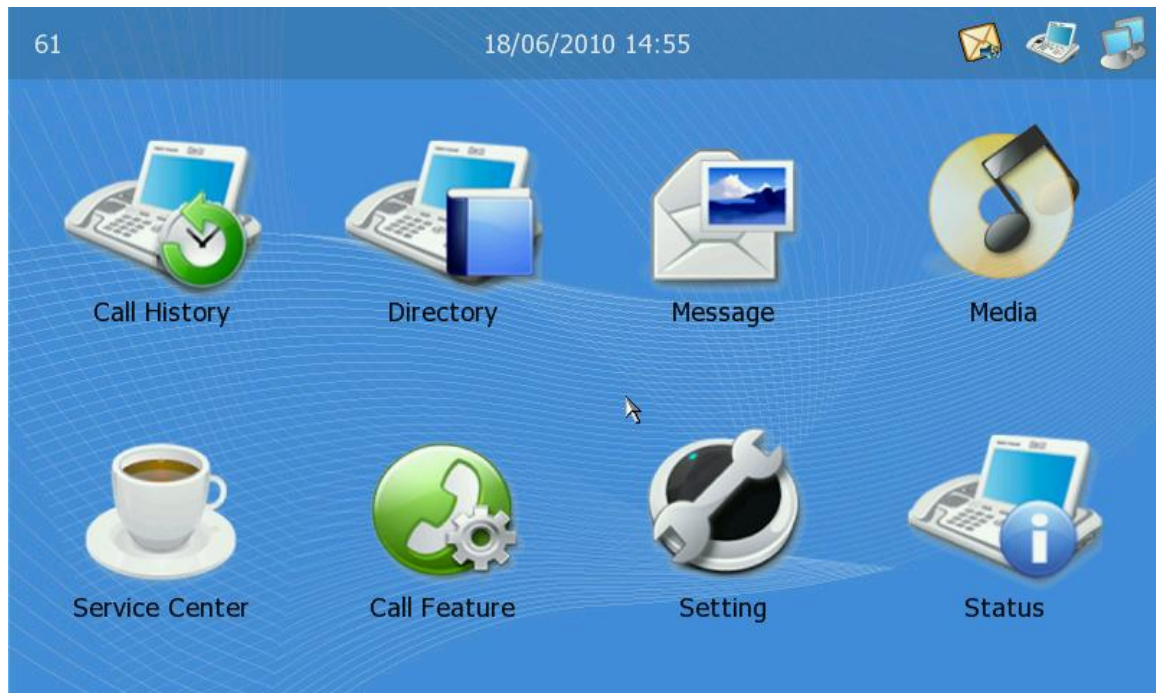 61
18/06/2010 14:55
Call History
Directory
Message
Media
Service Center
Call Feature
Setting
Status